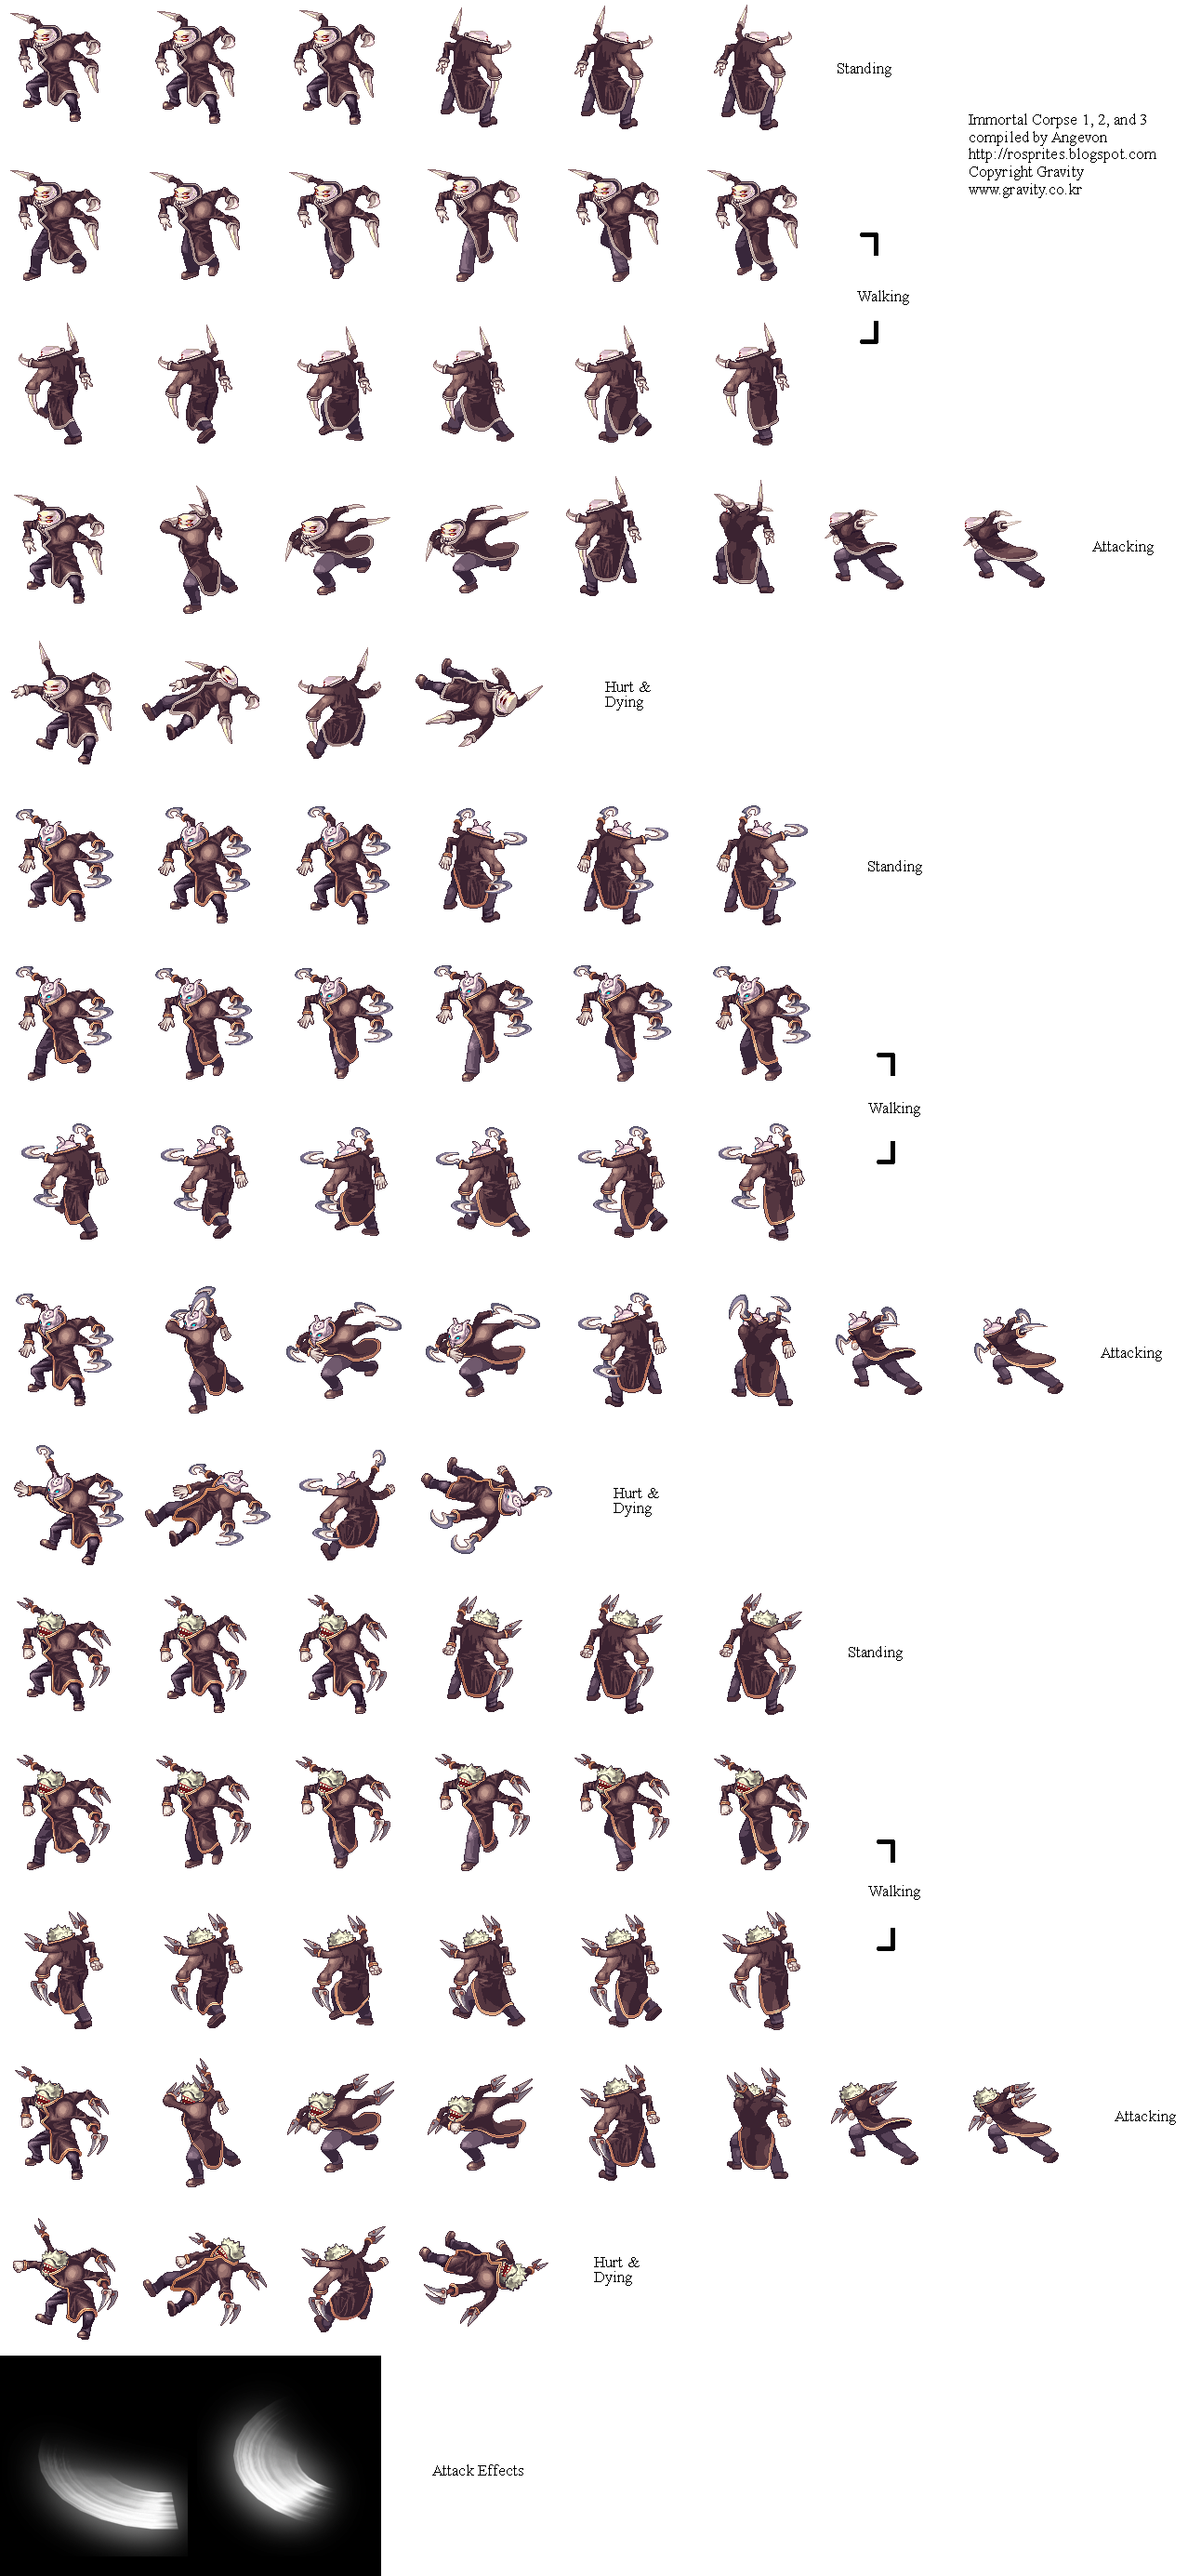 Standing
Immortal Corpse 1, 2, and 3
compiled by Angevon
http://rosprites.blogspot.com
Copyright Gravity
www.gravity.co.kr
Walking
Attacking
Hurt &
Dying
Standing
Walking
Attacking
Hurt &
Dying
Standing
Walking
Attacking
Hurt &
Dying
Attack Effects